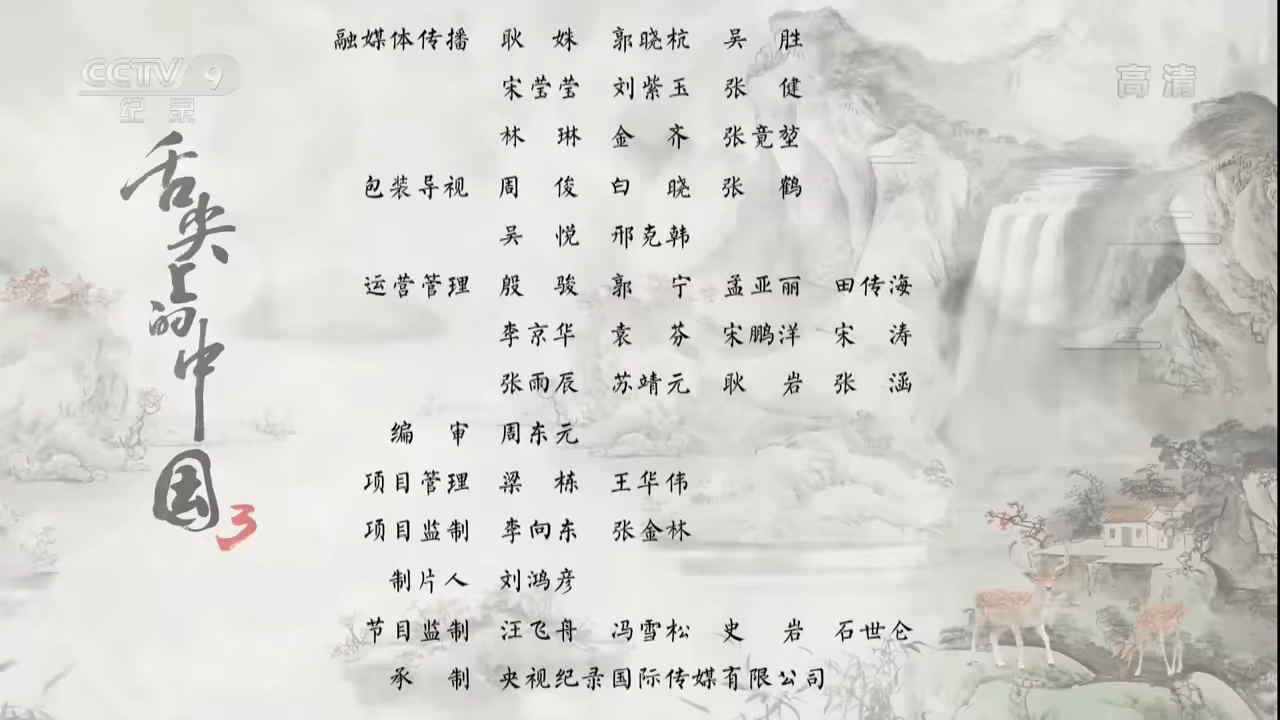 CCTV 9
纪录
高清
舌尖上的中国3
融媒体传播 耿姝 郭晓杭 吴胜
宋莹莹 刘紫玉 张健
林琳 金齐 张竟堃
包装导视 周俊 白晓 张鹤
吴悦 邢克韩
运营管理 殷骏 郭宁 孟亚丽 田传海
李京华 袁芬 宋鹏洋 宋涛
张雨辰 苏靖元 耿岩 张涵
编审 周东元
项目管理 梁栋 王华伟
项目监制 李向东 张金林
制片人 刘鸿彦
节目监制 汪飞舟 冯雪松 史岩 石世仑
承制 央视纪录国际传媒有限公司